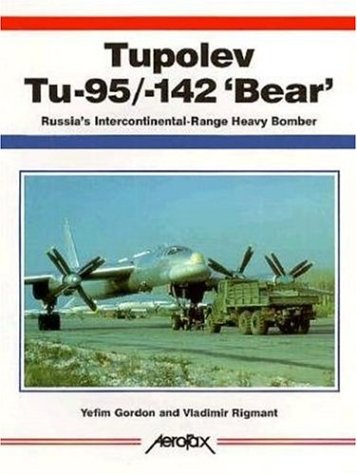 Tupolev
Tu-95/-142 'Bear'
Russia's Intercontinental-Range Heavy Bomber
Yefim Gordon and Vladimir Rigmant
Aerofax